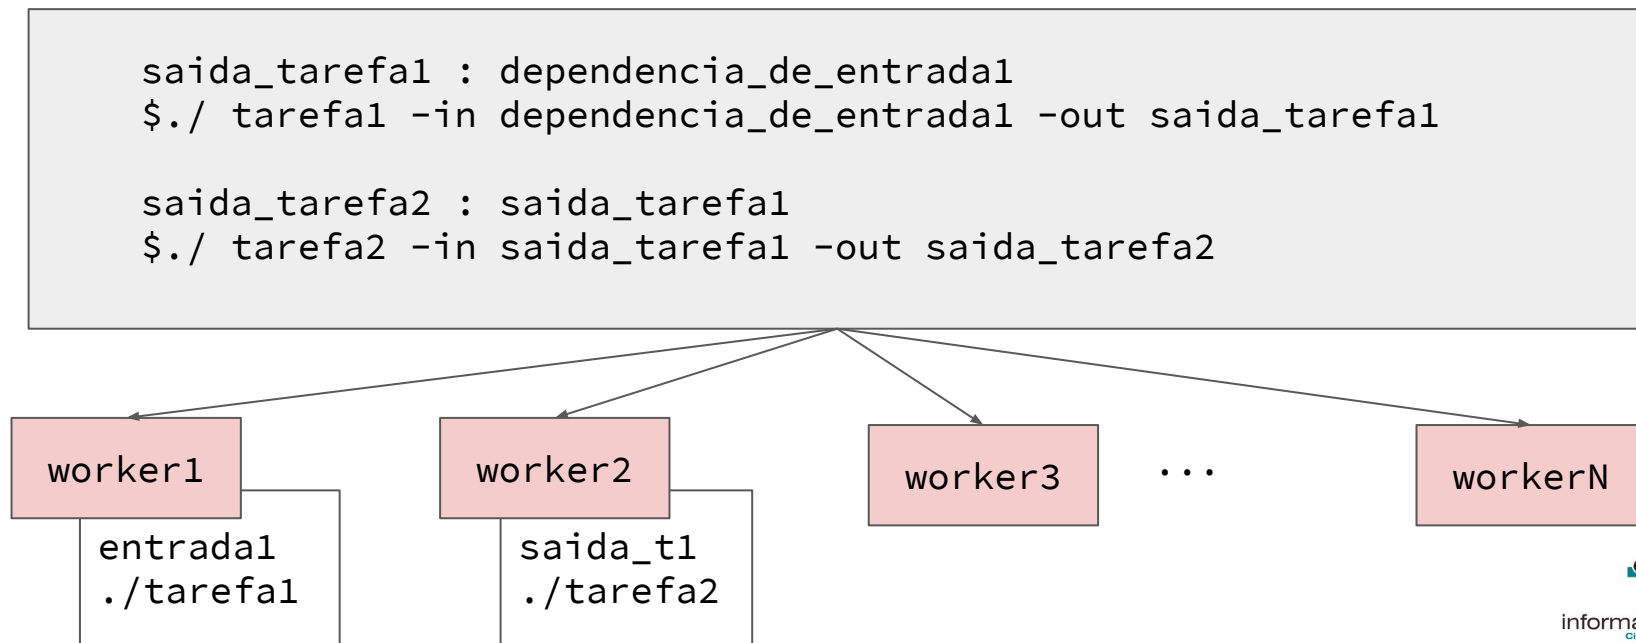 saida_tarefa1 : dependencia_de_entrada1
$./ tarefa1 -in dependencia_de_entrada1 -out saida_tarefa1
saida_tarefa2 : saida_tarefa1
$./ tarefa2 -in saida_tarefa1 -out saida_tarefa2
worker1
worker2
worker3
...
workerN
entrada1
./tarefa1
saida_t1
./tarefa2